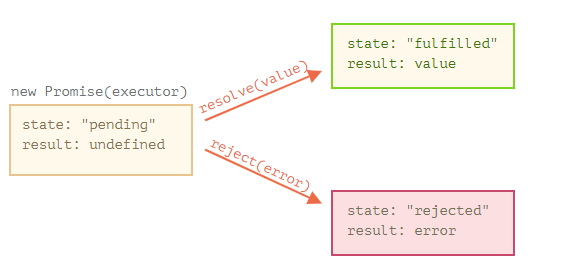 new Promise(executor)
state: "pending"
result: undefined
resolve(value)
reject(error)
state: "fulfilled"
result: value
state: "rejected"
result: error